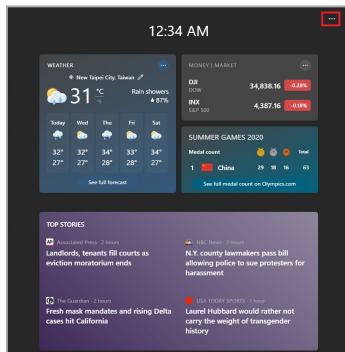 12:34 AM
WEATHER
New Taipei City, Taiwan
31 °C
°F
Rain showers
87%
Today Wed Thu Fri Sat
32° 32° 34° 33° 34°
27° 27° 28° 27° 27°
See full forecast
MONEY | MARKET
DJI 34,838.16 -0.28%
DOW
INX 4,387.16 -0.18%
S&P 500
SUMMER GAMES 2020
Medal count Total
1 China 29 18 16 63
See full medal count on Olympics.com
TOP STORIES
AP Associated Press · 2 hours
Landlords, tenants fill courts as
eviction moratorium ends
NBC News · 2 hours
N.Y. county lawmakers pass bill
allowing police to sue protesters for
harassment
The Guardian · 2 hours
Fresh mask mandates and rising Delta
cases hit California
USA TODAY SPORTS · 1 hour
Laurel Hubbard would rather not
carry the weight of transgender
history